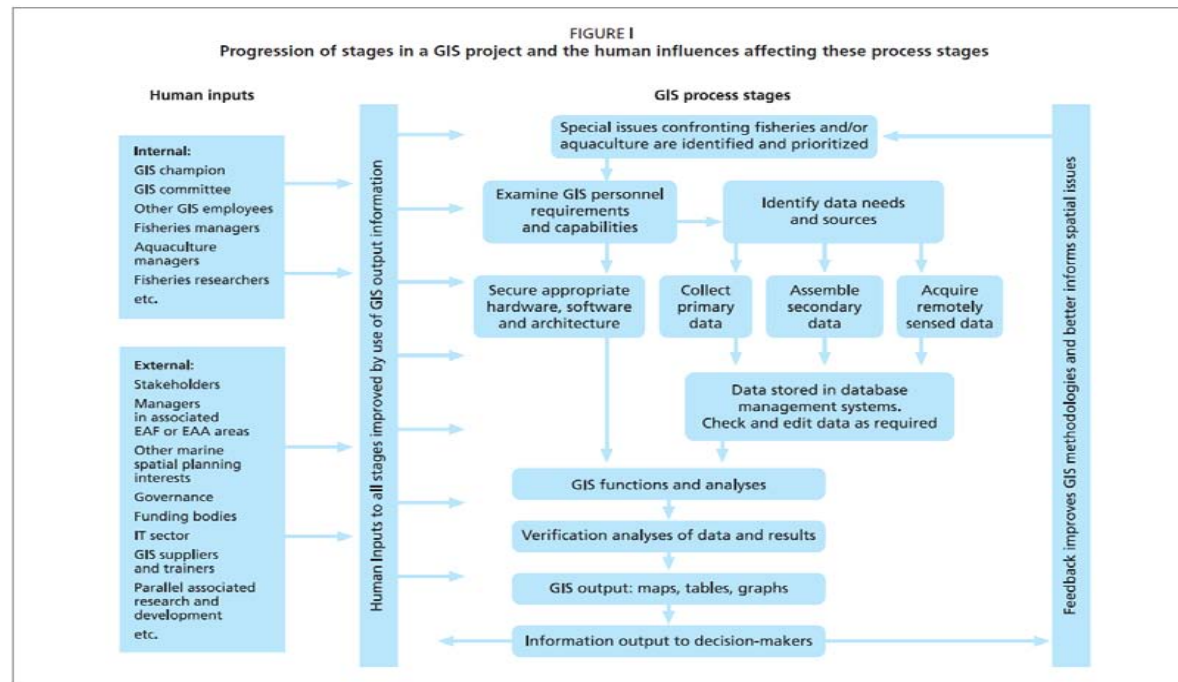 FIGURE I
Progression of stages in a GIS project and the human influences affecting these process stages
Human inputs
Internal:
GIS champion
GIS committee
Other GIS employees
Fisheries managers
Aquaculture
managers
Fisheries researchers
etc.
External:
Stakeholders
Managers
in associated
EAF or EAA areas
Other marine
spatial planning
interests
Governance
Funding bodies
IT sector
GIS suppliers
and trainers
Parallel associated
research and
development
etc.
Human Inputs to all stages improved by use of GIS output information
GIS process stages
Special issues confronting fisheries and/or
aquaculture are identified and prioritized
Examine GIS personnel
requirements
and capabilities
Identify data needs
and sources
Secure appropriate
hardware, software
and architecture
Collect
primary
data
Assemble
secondary
data
Acquire
remotely
sensed data
Data stored in database
management systems.
Check and edit data as required
GIS functions and analyses
Verification analyses of data and results
GIS output: maps, tables, graphs
Information output to decision-makers
Feedback improves GIS methodologies and better informs spatial issues